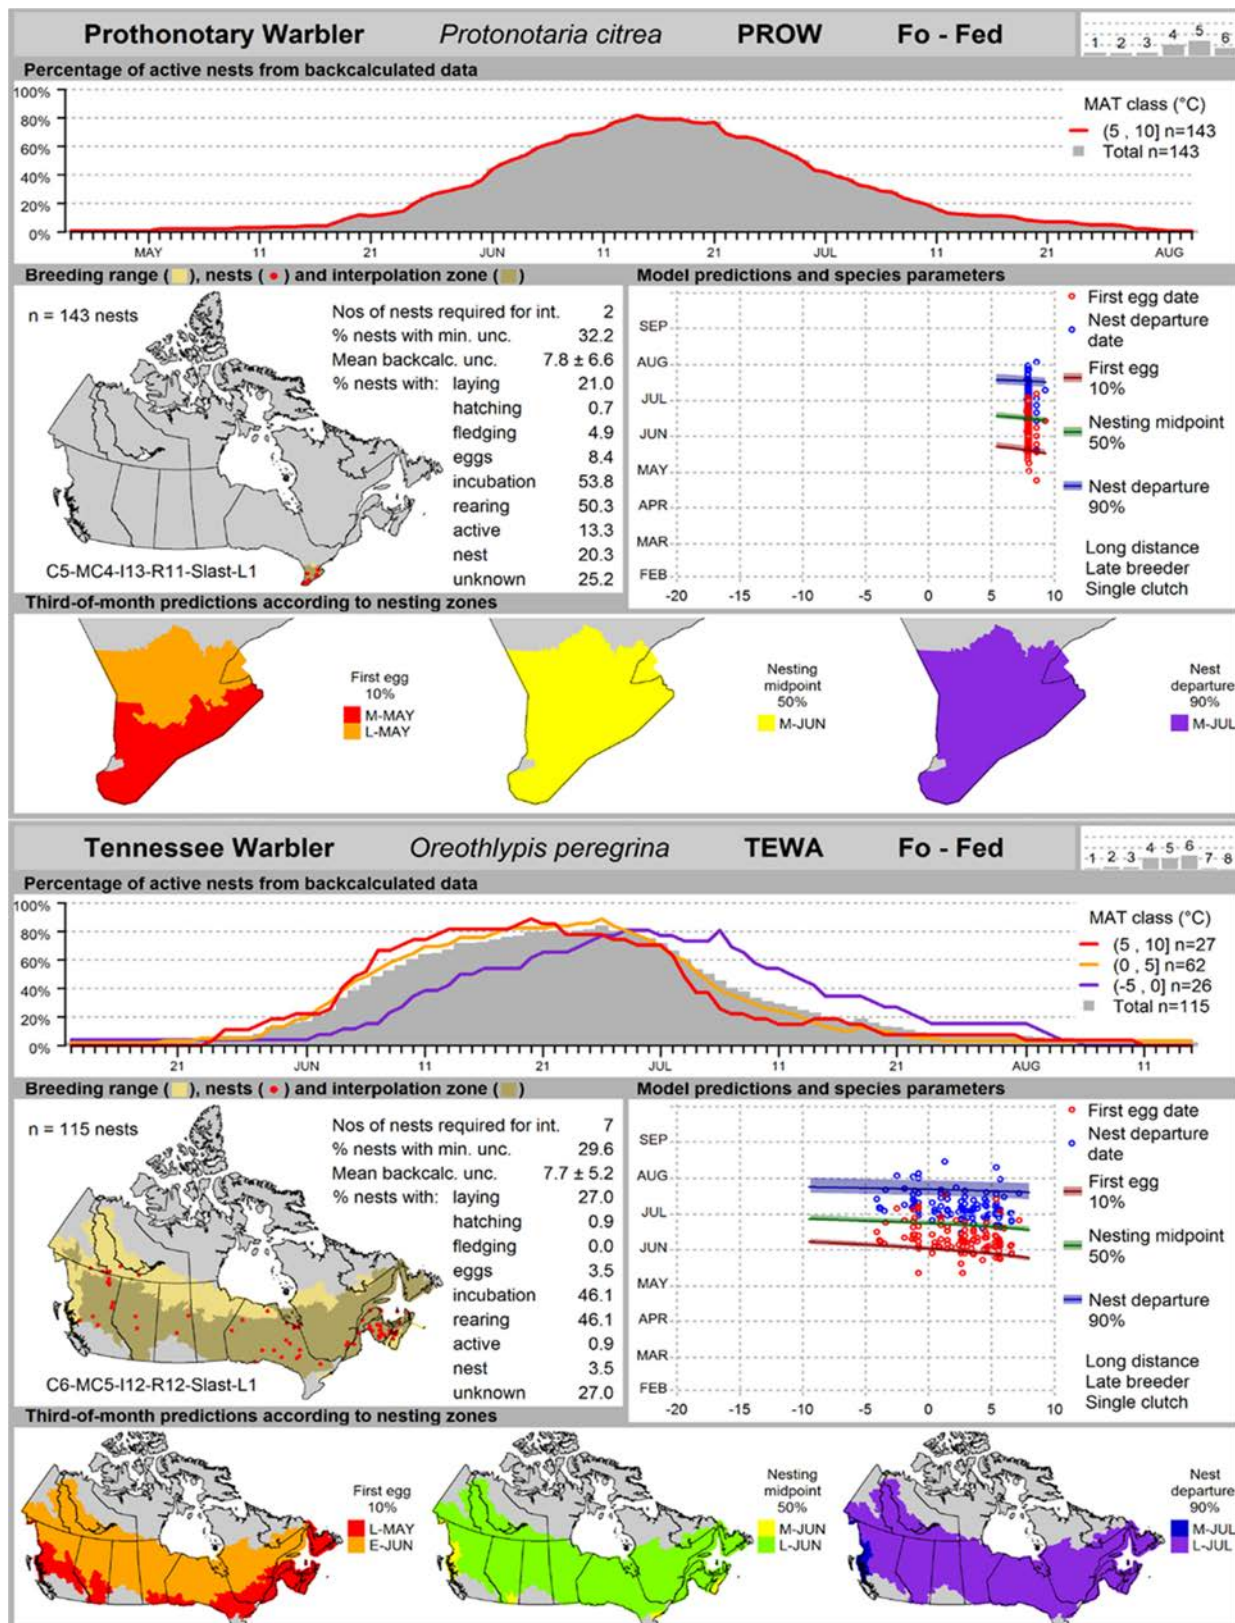 Prothonotary Warbler Protonotaria citrea PROW Fo - Fed
1 2 3 4 5 6
Percentage of active nests from backcalculated data
100%
80%
60%
40%
20%
0%
MAT class (°C)
(5 , 10] n=143
Total n=143
MAY 11 21 JUN 11 21 JUL 11 21 AUG
Breeding range ( ), nests ( ) and interpolation zone ( )
n = 143 nests
Nos of nests required for int. 2
% nests with min. unc. 32.2
Mean backcalc. unc. 7.8 ± 6.6
% nests with: laying 21.0
hatching 0.7
fledging 4.9
eggs 8.4
incubation 53.8
rearing 50.3
active 13.3
nest 20.3
unknown 25.2
C5-MC4-I13-R11-Slast-L1
Model predictions and species parameters
SEP
AUG
JUL
JUN
MAY
APR
MAR
FEB
-20 -15 -10 -5 0 5 10
First egg date
Nest departure
date
First egg
10%
Nesting midpoint
50%
Nest departure
90%
Long distance
Late breeder
Single clutch
Third-of-month predictions according to nesting zones
First egg
10%
M-MAY
L-MAY
Nesting
midpoint
50%
M-JUN
Nest
departure
90%
M-JUL
Tennessee Warbler Oreothlypis peregrina TEWA Fo - Fed
1 2 3 4 5 6 7 8
Percentage of active nests from backcalculated data
100%
80%
60%
40%
20%
0%
MAT class (°C)
(5 , 10] n=27
(0 , 5] n=62
(-5 , 0] n=26
Total n=115
21 JUN 11 21 JUL 11 21 AUG 11
Breeding range ( ), nests ( ) and interpolation zone ( )
n = 115 nests
Nos of nests required for int. 7
% nests with min. unc. 29.6
Mean backcalc. unc. 7.7 ± 5.2
% nests with: laying 27.0
hatching 0.9
fledging 0.0
eggs 3.5
incubation 46.1
rearing 46.1
active 0.9
nest 3.5
unknown 27.0
C6-MC5-I12-R12-Slast-L1
Model predictions and species parameters
SEP
AUG
JUL
JUN
MAY
APR
MAR
FEB
-20 -15 -10 -5 0 5 10
First egg date
Nest departure
date
First egg
10%
Nesting midpoint
50%
Nest departure
90%
Long distance
Late breeder
Single clutch
Third-of-month predictions according to nesting zones
First egg
10%
L-MAY
E-JUN
Nesting
midpoint
50%
M-JUN
L-JUN
Nest
departure
90%
M-JUL
L-JUL